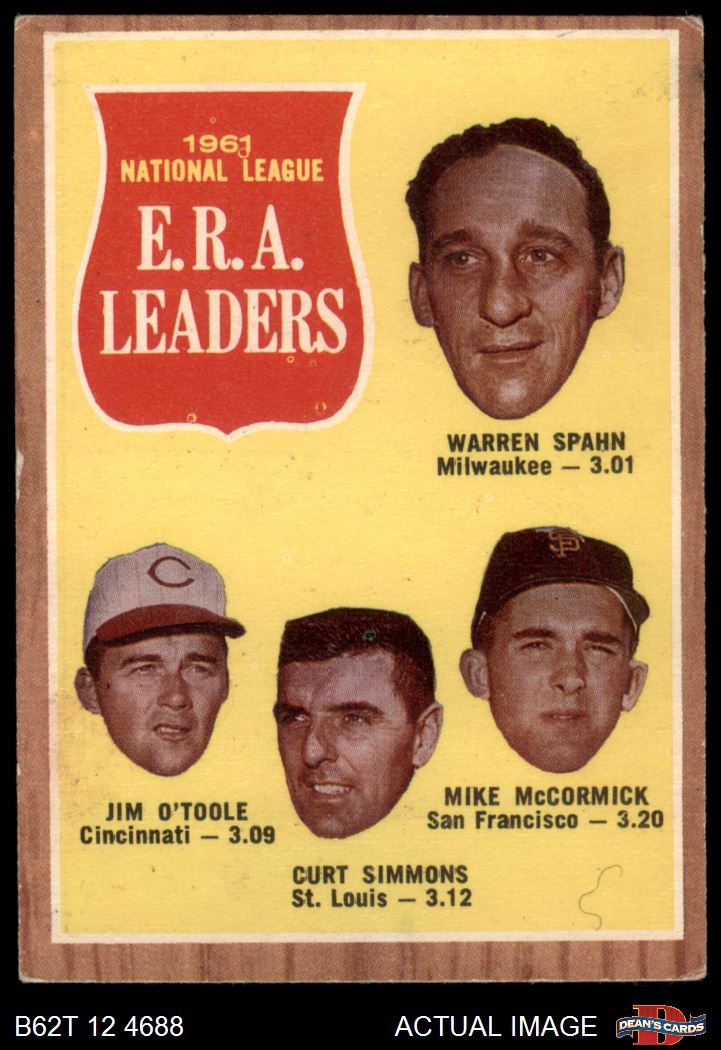 1961
NATIONAL LEAGUE
E.R.A.
LEADERS
WARREN SPAHN
Milwaukee — 3.01
C
SF
JIM O'TOOLE
Cincinnati — 3.09
CURT SIMMONS
St. Louis — 3.12
MIKE McCORMICK
San Francisco — 3.20
B62T 12 4688
ACTUAL IMAGE
D
DEAN'S CARDS